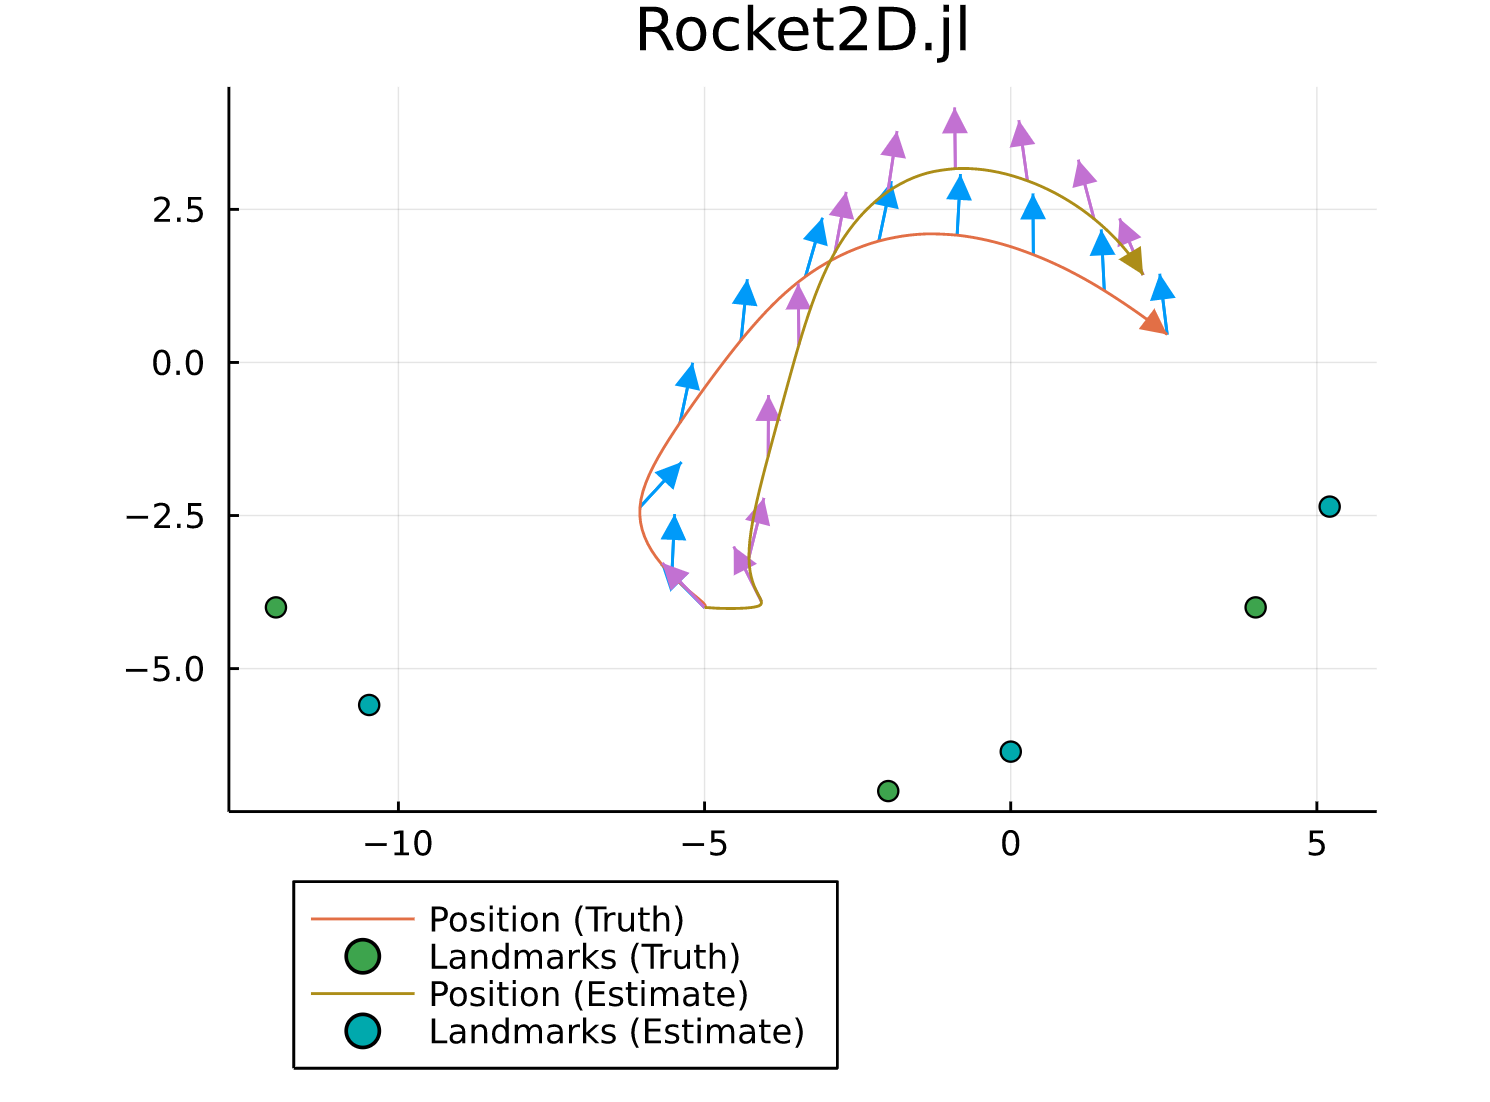 Rocket2D.jl
2.5
0.0
−2.5
−5.0
−10 −5 0 5
Position (Truth)
Landmarks (Truth)
Position (Estimate)
Landmarks (Estimate)